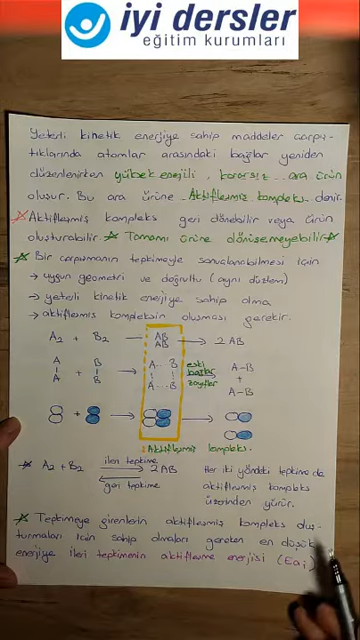 iyi dersler
eğitim kurumları
Yeterli kinetik enerjiye sahip maddeler çarpış-
tıklarında atomlar arasındaki bağlar yeniden
düzenlenirken yüksek enerjili, kararsız ara ürün
oluşur. Bu ara ürüne Aktifleşmiş kompleks denir.
Aktifleşmiş kompleks geri dönebilir veya ürün
oluşturabilir. Tamamı ürüne dönüşmeyebilir
Bir çarpışmanın tepkimeyle sonuçlanabilmesi için
→ uygun geometri ve doğrultu (aynı düzlem)
→ yeterli kinetik enerjiye sahip olma
→ aktifleşmiş kompleksin oluşması gerekir.
A2 + B2 → AB AB → 2AB
A B A...B eski A-B
| + | → bağlar → +
A B A...B zayıflar A-B
+ → →
Aktifleşmiş kompleks.
A2 + B2 ileri tepkime 2AB Her iki yöndeki tepkime de
geri tepkime aktifleşmiş kompleks
üzerinden yürür.
Tepkimeye girenlerin aktifleşmiş kompleks oluş-
turmaları için sahip olmaları gereken en düşük
enerjiye ileri tepkimenin aktifleşme enerjisi (Eai)